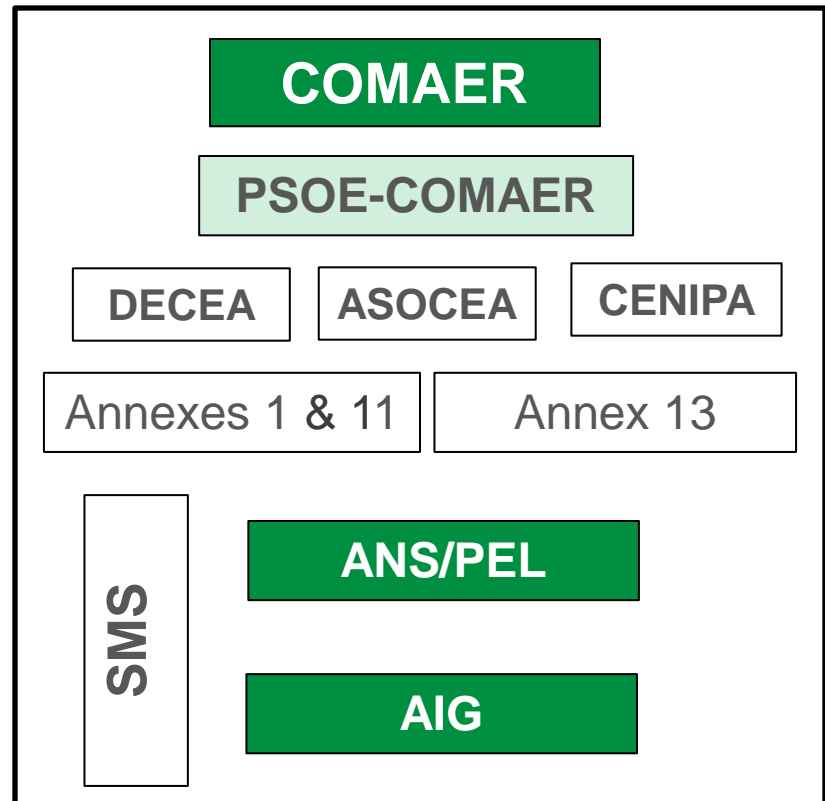 COMAER
PSOE-COMAER
DECEA
ASOCEA
CENIPA
Annexes 1 & 11
Annex 13
SMS
ANS/PEL
AIG